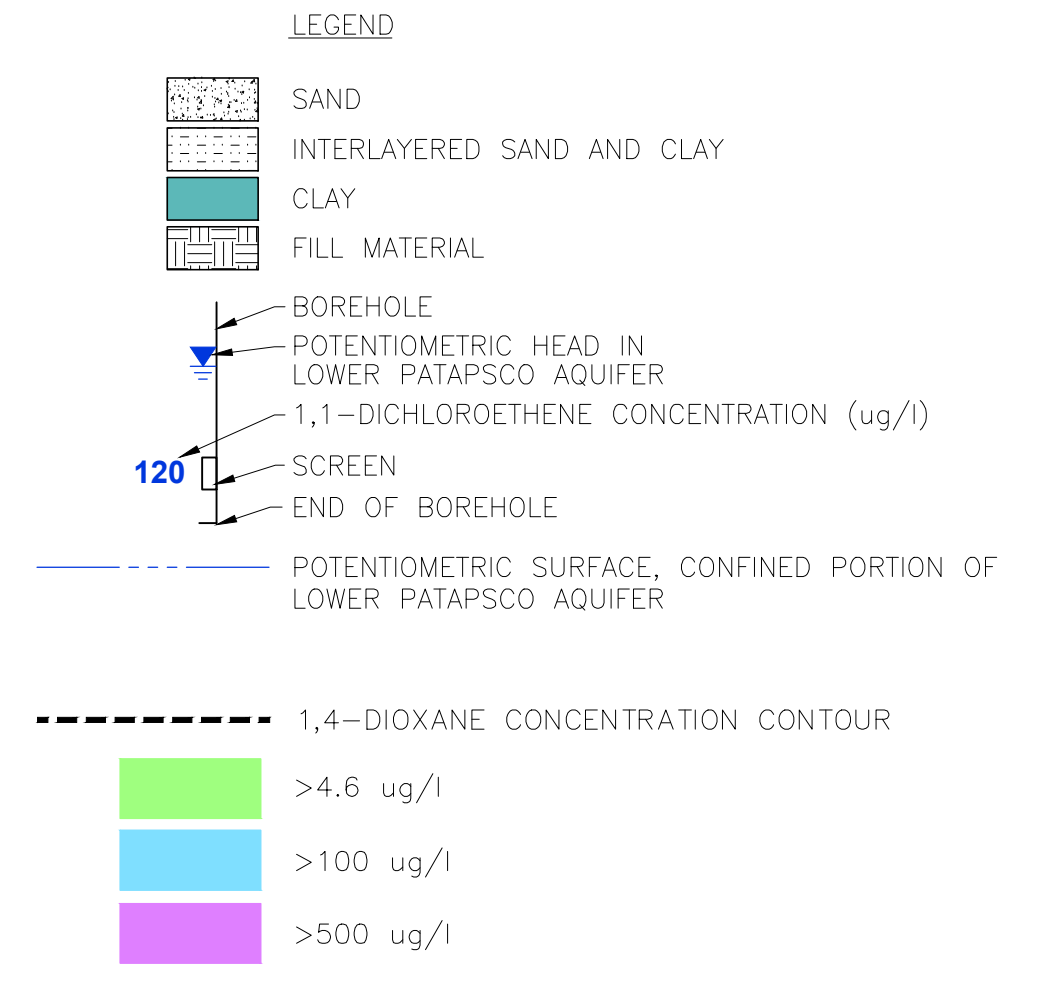 LEGEND
SAND
INTERLAYERED SAND AND CLAY
CLAY
FILL MATERIAL
BOREHOLE
POTENTIOMETRIC HEAD IN
LOWER PATAPSCO AQUIFER
1,1-DICHLOROETHENE CONCENTRATION (ug/l)
120
SCREEN
END OF BOREHOLE
POTENTIOMETRIC SURFACE, CONFINED PORTION OF
LOWER PATAPSCO AQUIFER
1,4-DIOXANE CONCENTRATION CONTOUR
>4.6 ug/l
>100 ug/l
>500 ug/l